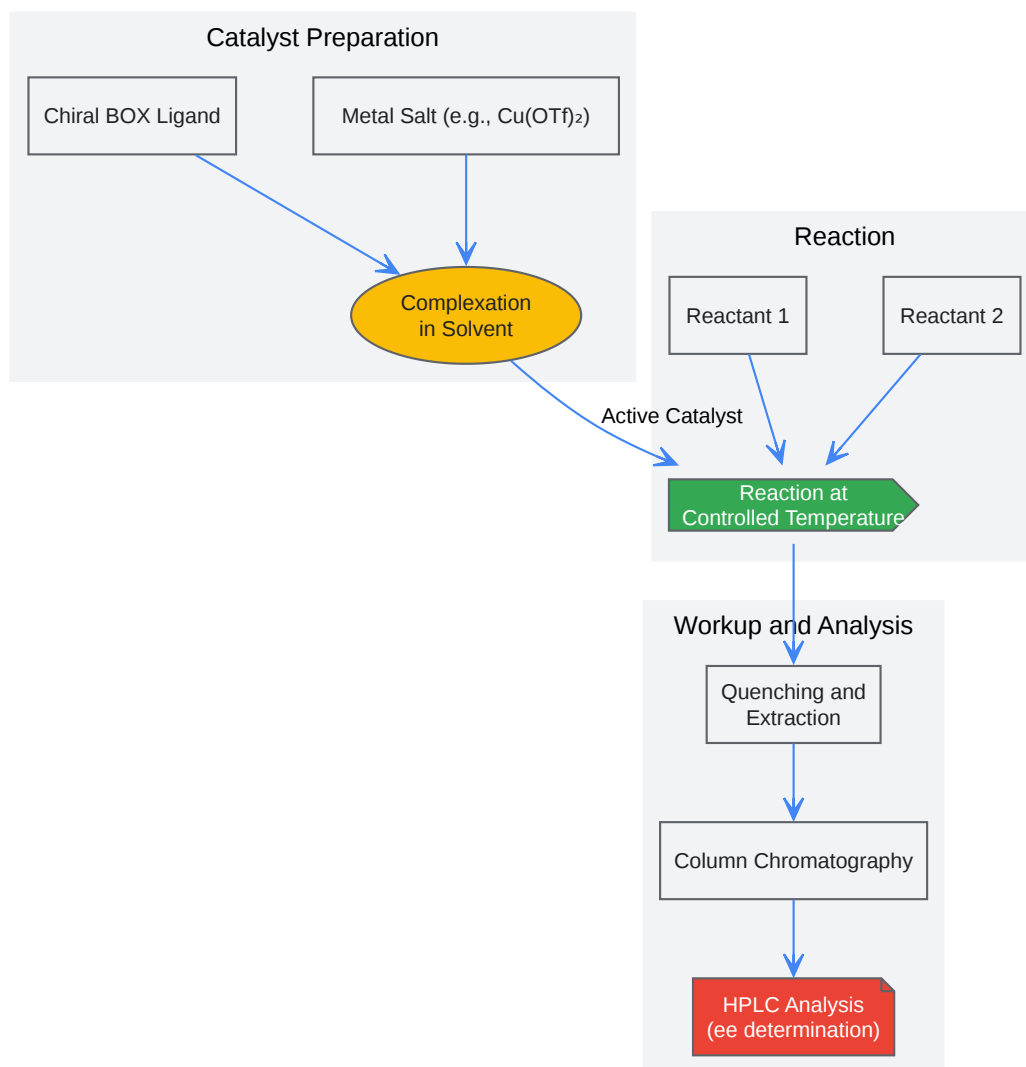 Catalyst Preparation
Chiral BOX Ligand
Metal Salt (e.g., Cu(OTf)₂)
Complexation
in Solvent
Active Catalyst
Reaction
Reactant 1
Reactant 2
Reaction at
Controlled Temperature
Workup and Analysis
Quenching and
Extraction
Column Chromatography
HPLC Analysis
(ee determination)